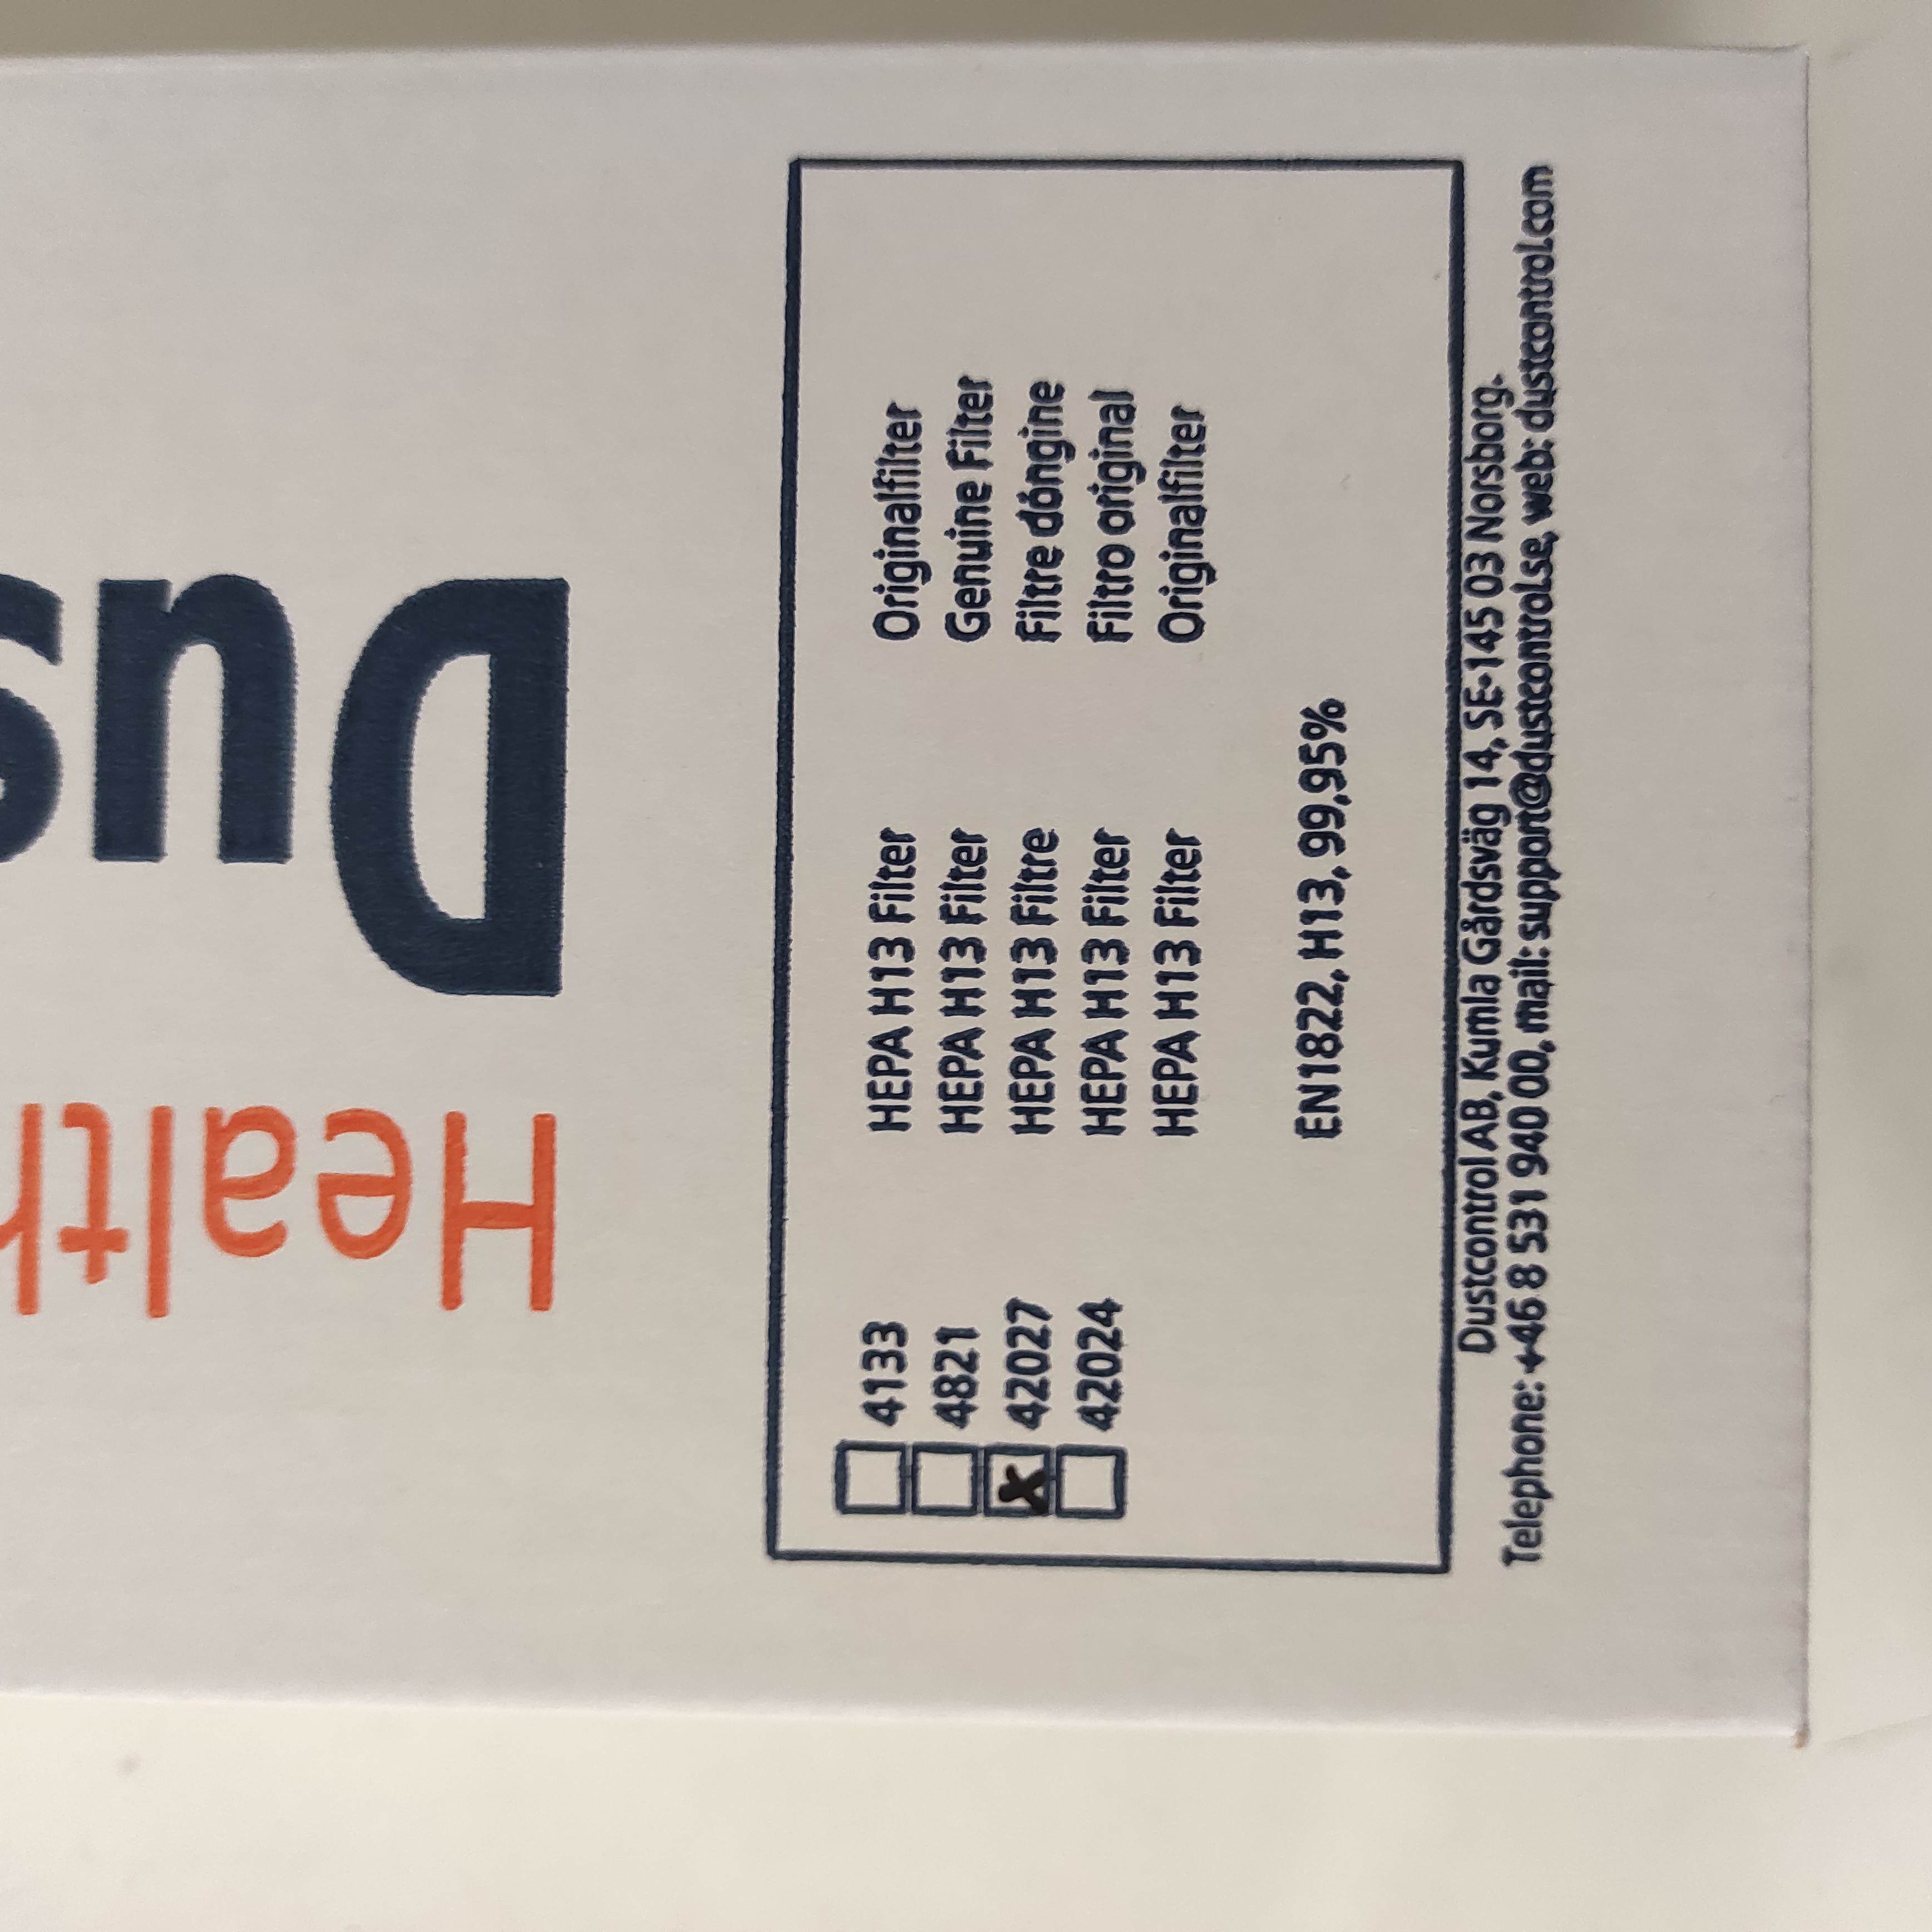 4133 HEPA H13 Filter Originalfilter
4821 HEPA H13 Filter Genuine Filter
x 42027 HEPA H13 Filtre Filtre dóngine
42024 HEPA H13 Filter Filtro original
HEPA H13 Filter Originalfilter
EN1822, H13, 99,95%
Dustcontrol AB, Kumla Gårdsväg 14, SE-145 03 Norsborg.
Telephone: +46 8 531 940 00, mail: support@dustcontrol.se, web: dustcontrol.com
Dus
Health